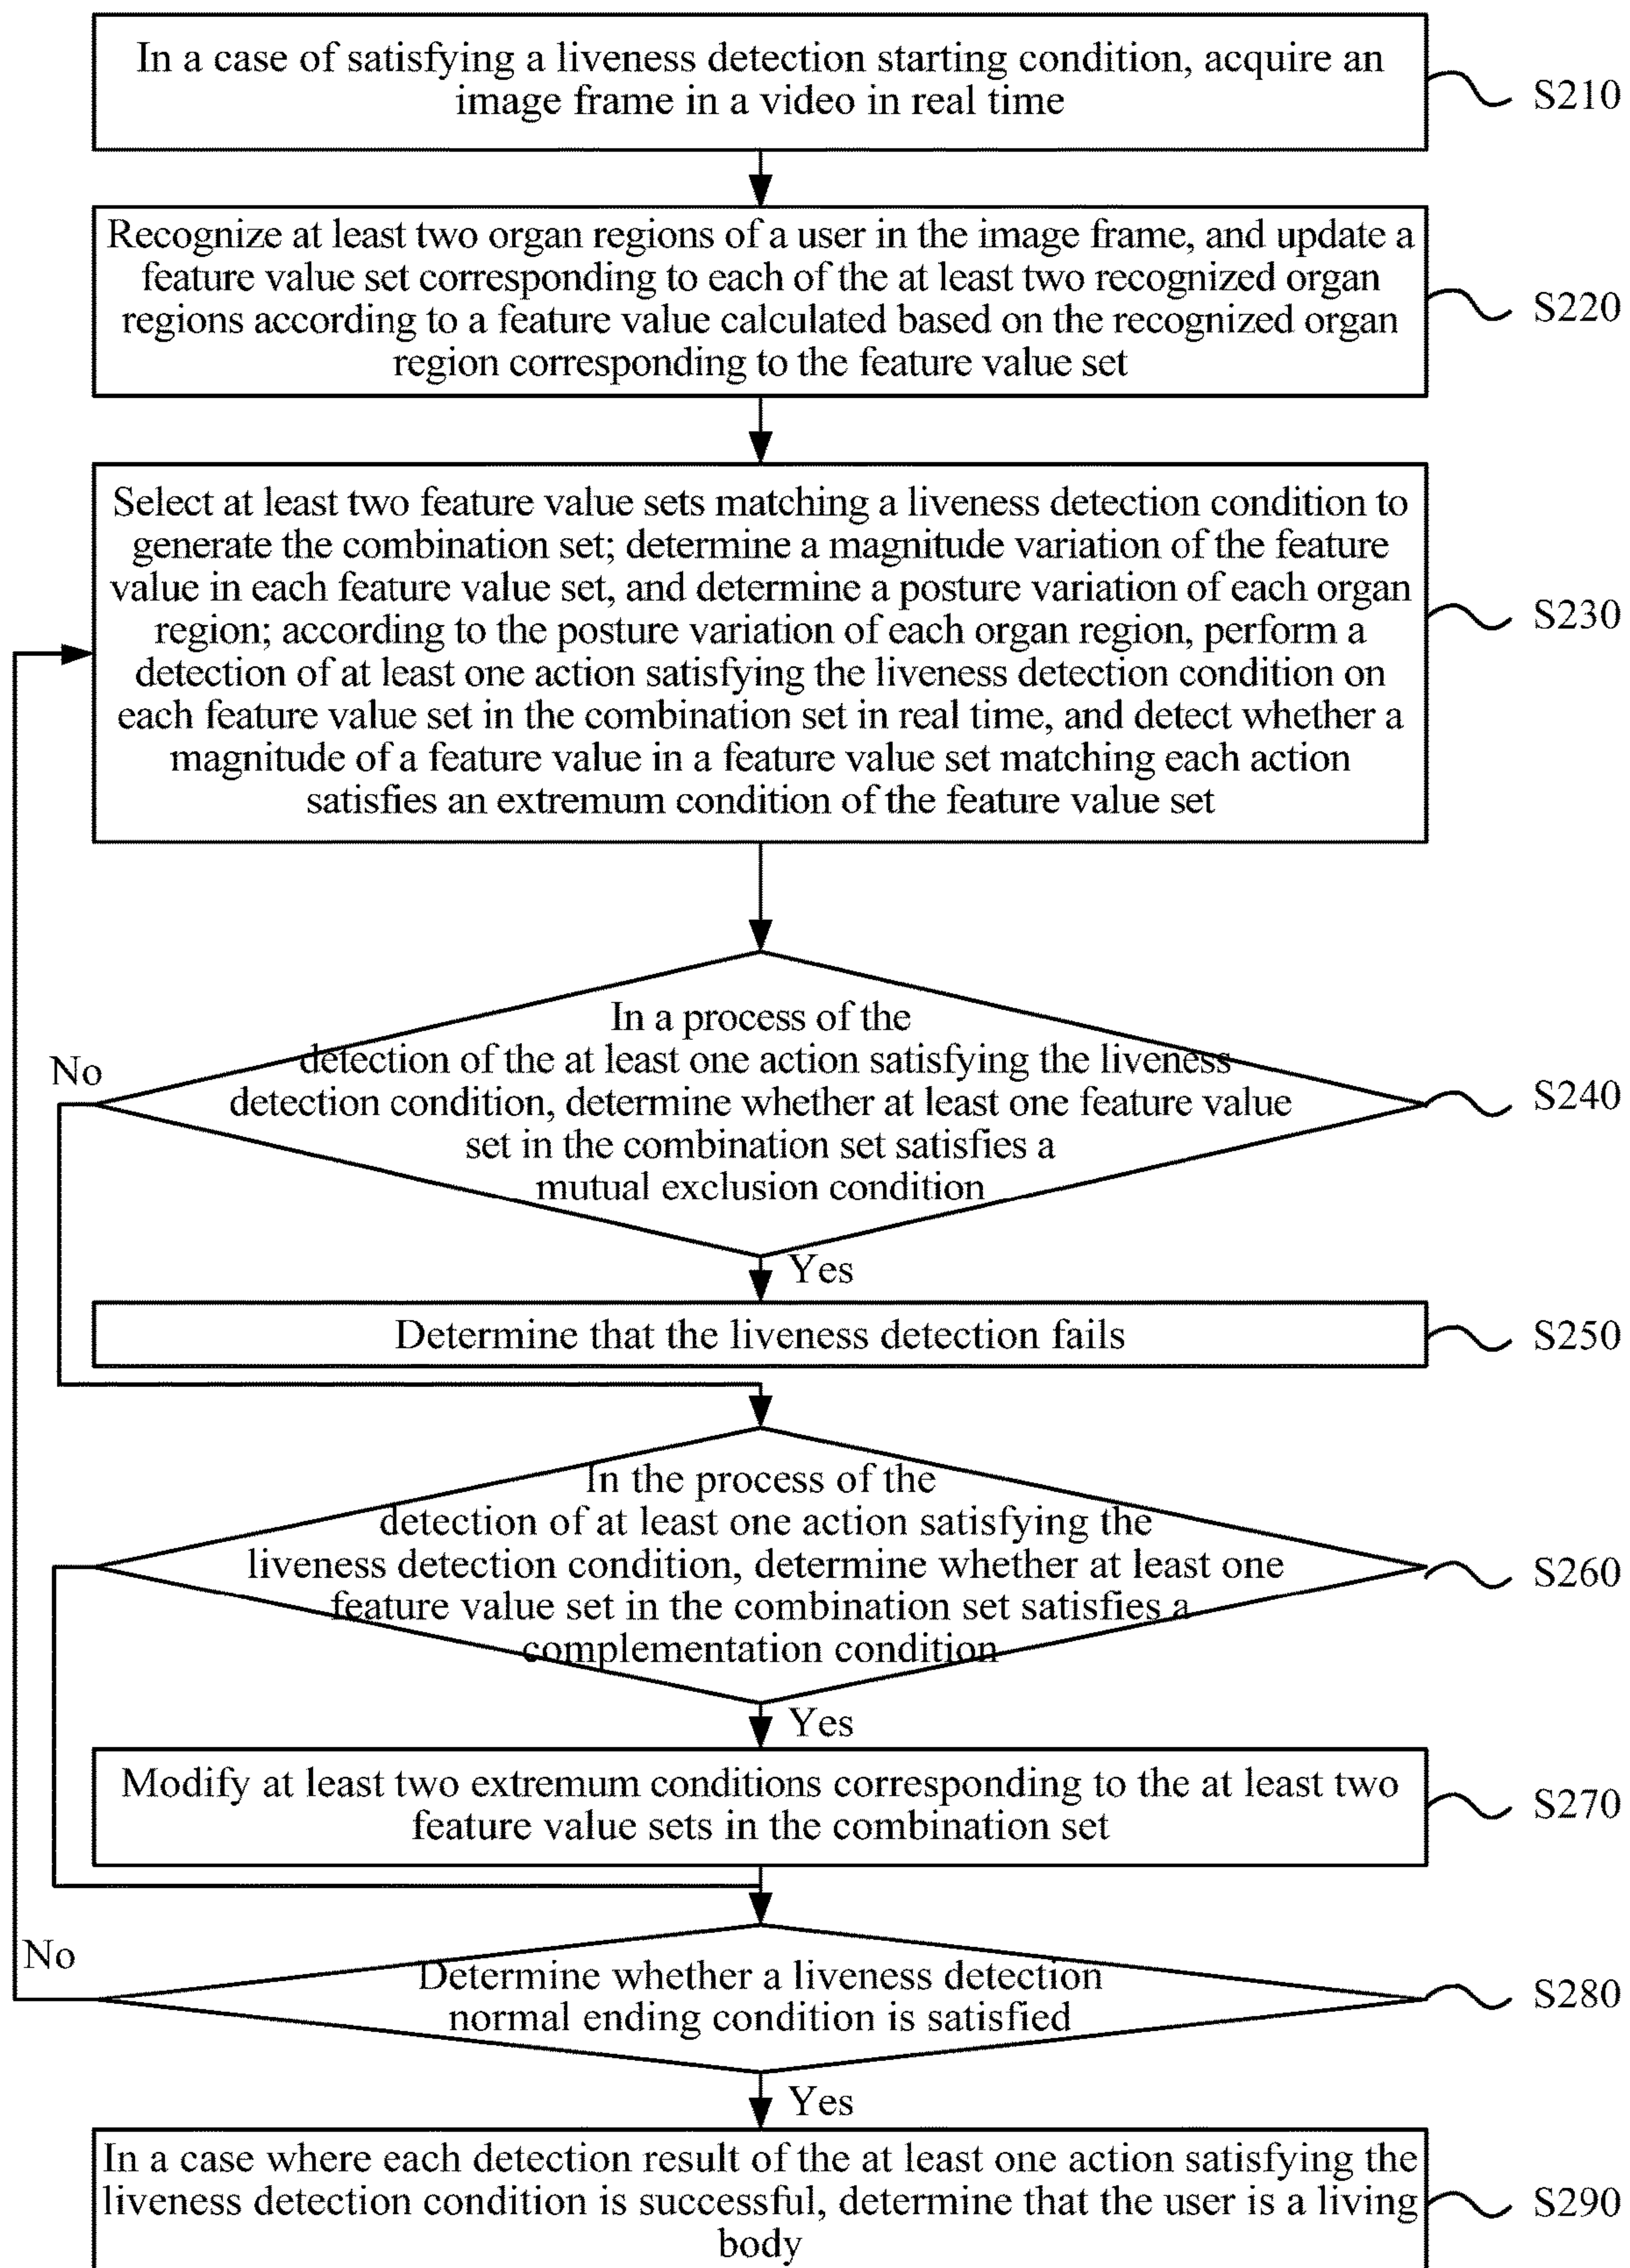 In a case of satisfying a liveness detection starting condition, acquire an
image frame in a video in real time
S210
Recognize at least two organ regions of a user in the image frame, and update a
feature value set corresponding to each of the at least two recognized organ
regions according to a feature value calculated based on the recognized organ
region corresponding to the feature value set
S220
Select at least two feature value sets matching a liveness detection condition to
generate the combination set; determine a magnitude variation of the feature
value in each feature value set, and determine a posture variation of each organ
region; according to the posture variation of each organ region, perform a
detection of at least one action satisfying the liveness detection condition on
each feature value set in the combination set in real time, and detect whether a
magnitude of a feature value in a feature value set matching each action
satisfies an extremum condition of the feature value set
S230
In a process of the
detection of the at least one action satisfying the liveness
detection condition, determine whether at least one feature value
set in the combination set satisfies a
mutual exclusion condition
No
S240
Yes
Determine that the liveness detection fails
S250
In the process of the
detection of at least one action satisfying the
liveness detection condition, determine whether at least one
feature value set in the combination set satisfies a
complementation condition
S260
Yes
Modify at least two extremum conditions corresponding to the at least two
feature value sets in the combination set
S270
No
Determine whether a liveness detection
normal ending condition is satisfied
S280
Yes
In a case where each detection result of the at least one action satisfying the
liveness detection condition is successful, determine that the user is a living
body
S290